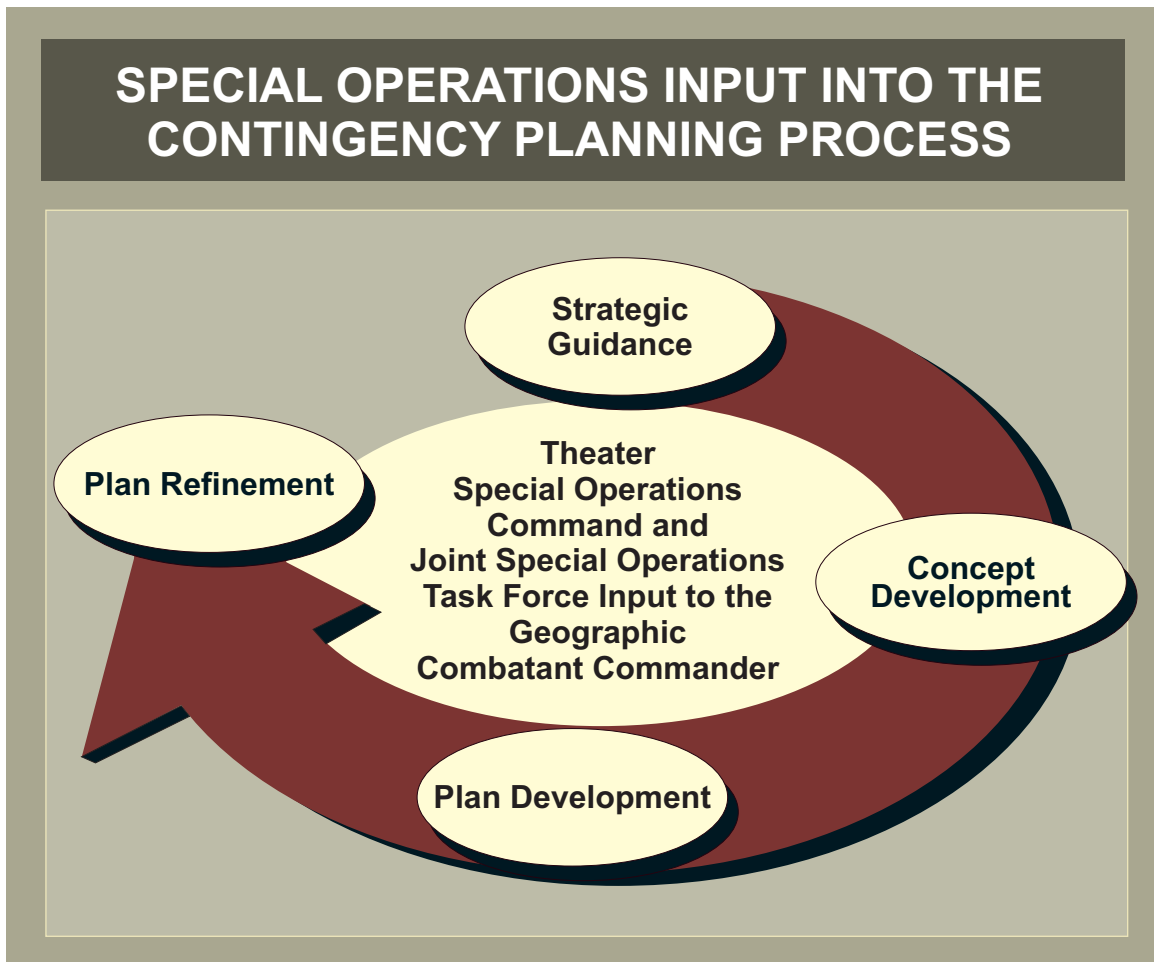 SPECIAL OPERATIONS INPUT INTO THE
CONTINGENCY PLANNING PROCESS
Strategic
Guidance
Plan Refinement
Theater
Special Operations
Command and
Joint Special Operations
Task Force Input to the
Geographic
Combatant Commander
Concept
Development
Plan Development